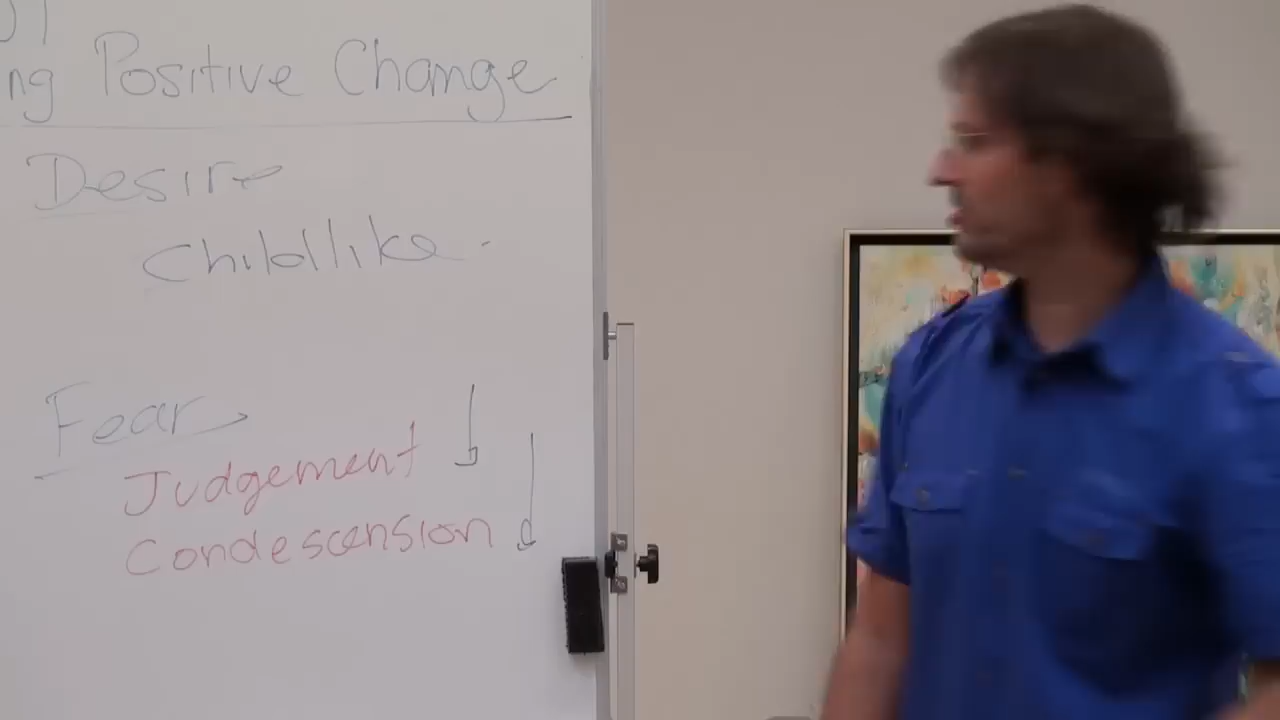 ng Positive Change
Desire
Childlike
Fear
Judgement
Condescension